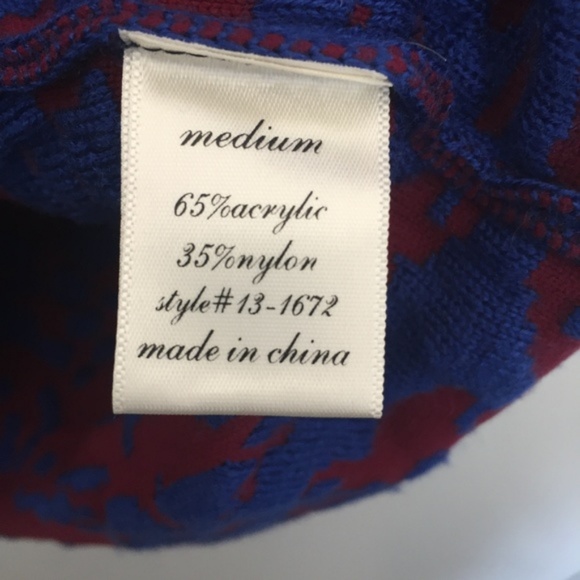 medium
65%acrylic
35%nylon
style#13-1672
made in china